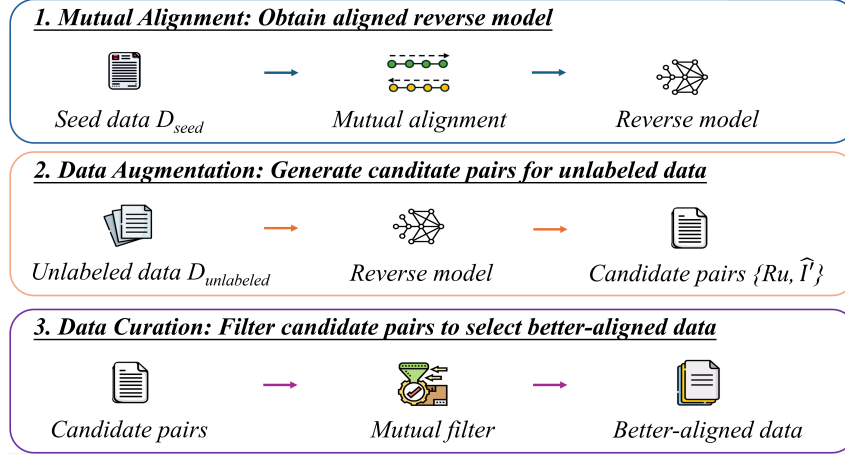 1. Mutual Alignment: Obtain aligned reverse model
Seed data D_seed
Mutual alignment
Reverse model
2. Data Augmentation: Generate canditate pairs for unlabeled data
Unlabeled data D_unlabeled
Reverse model
Candidate pairs {Ru, Î'}
3. Data Curation: Filter candidate pairs to select better-aligned data
Candidate pairs
Mutual filter
Better-aligned data